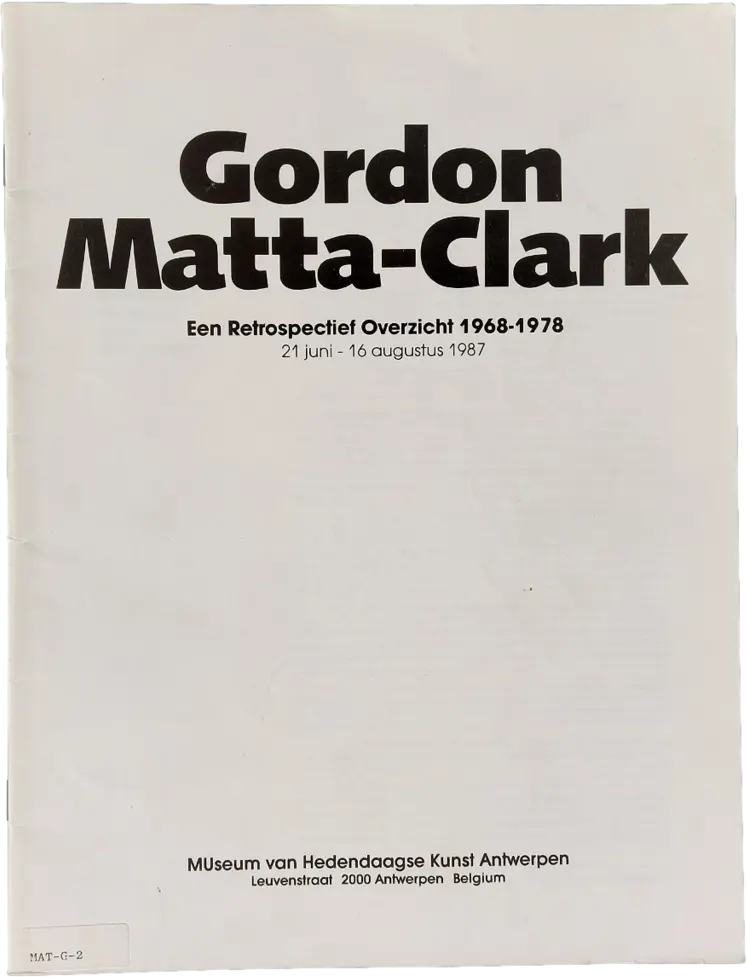 Gordon
Matta-Clark
Een Retrospectief Overzicht 1968-1978
21 juni - 16 augustus 1987
MUseum van Hedendaagse Kunst Antwerpen
Leuvenstraat 2000 Antwerpen Belgium
MAT-G-2